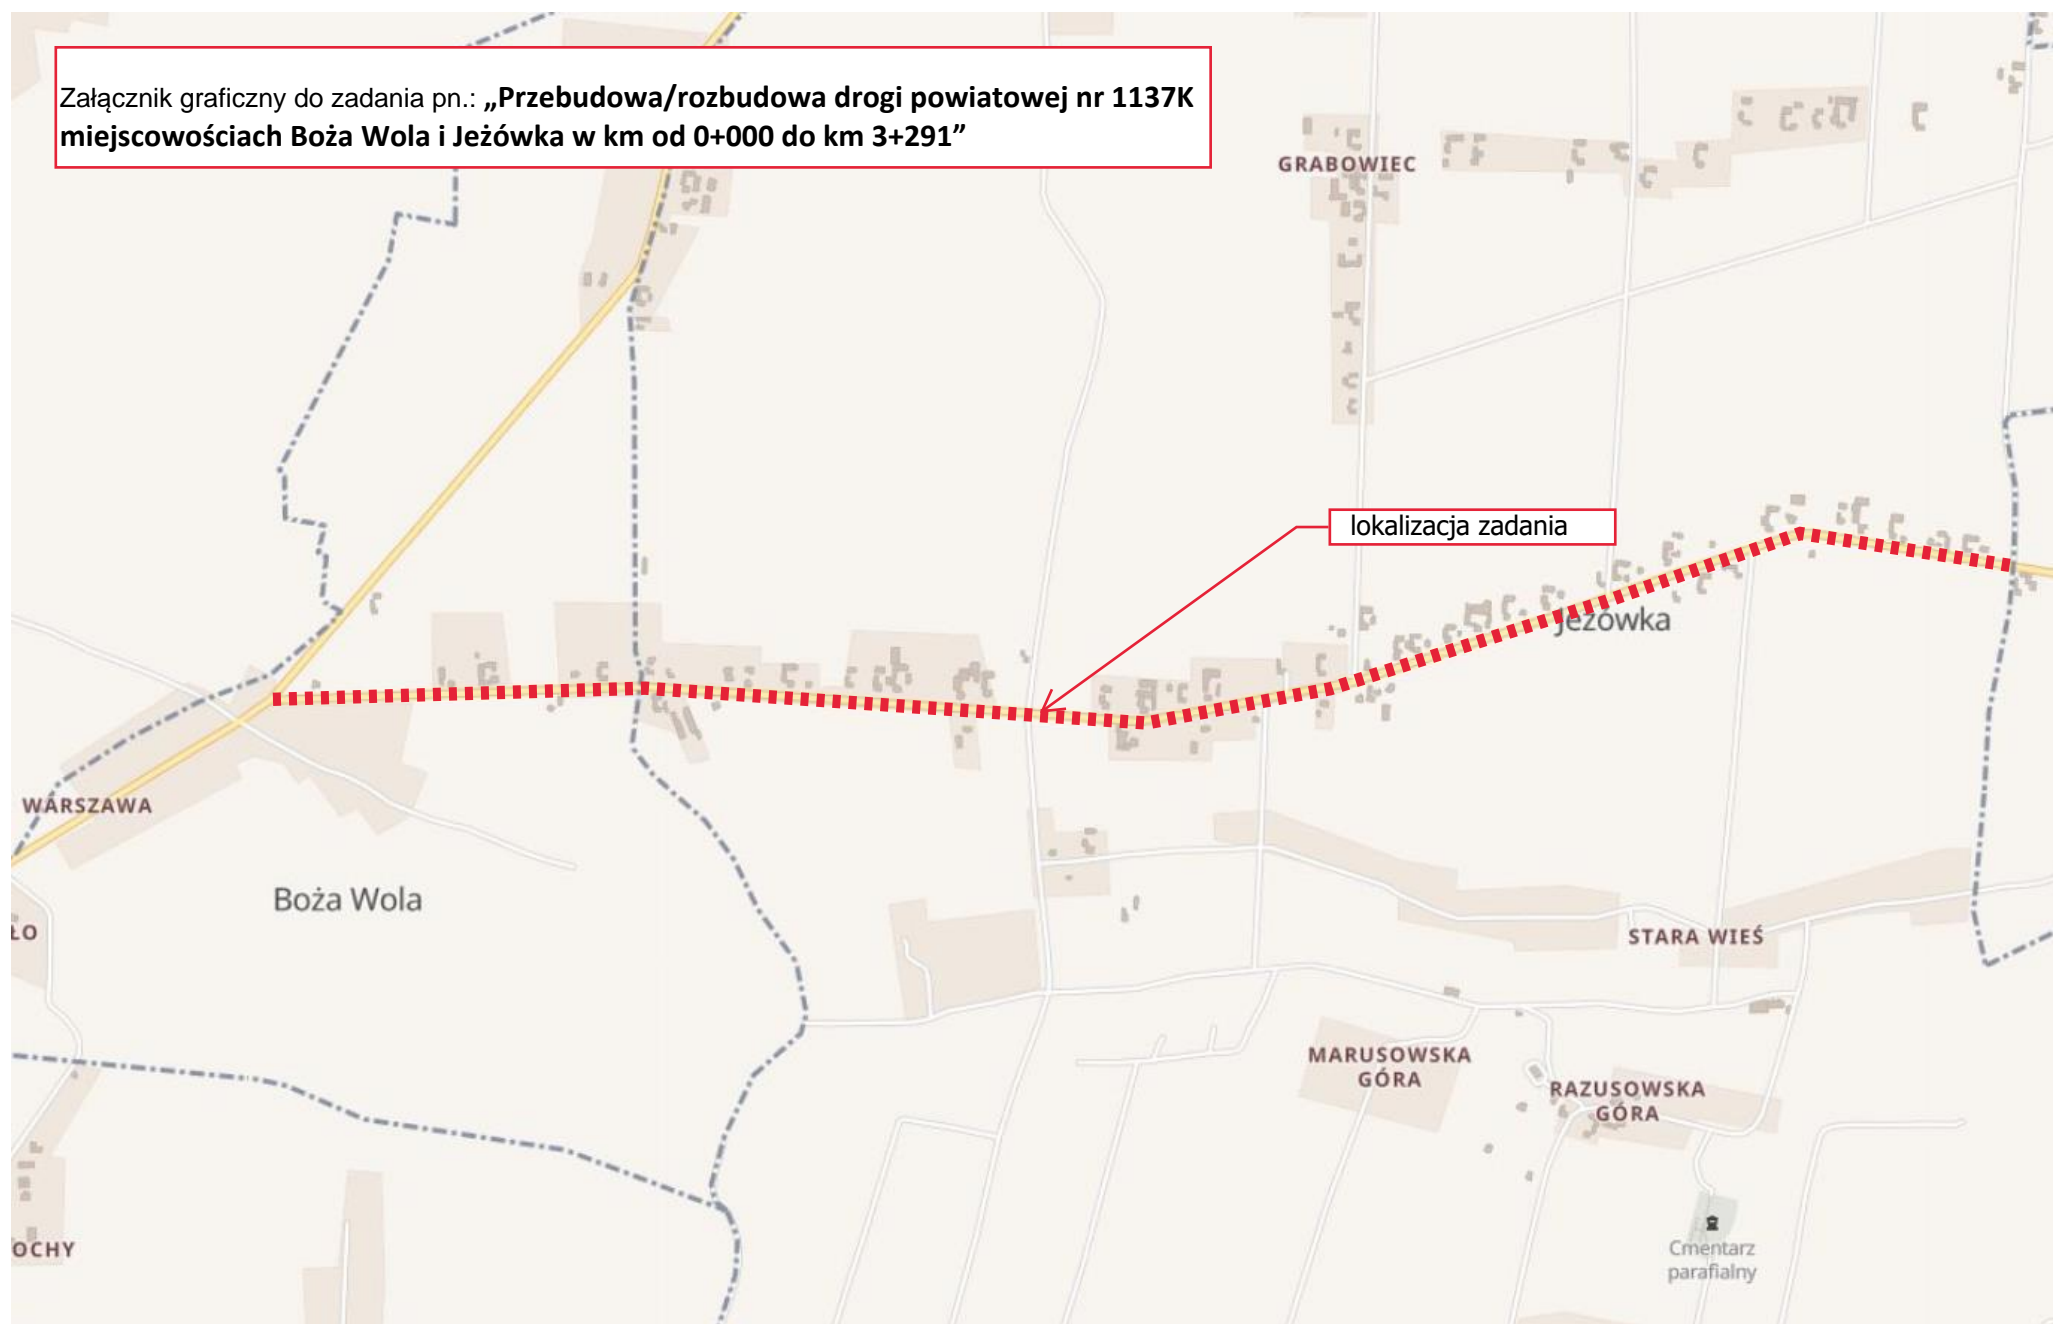 Załącznik graficzny do zadania pn.: „Przebudowa/rozbudowa drogi powiatowej nr 1137K
miejscowościach Boża Wola i Jeżówka w km od 0+000 do km 3+291”
GRABOWIEC
lokalizacja zadania
Jeżówka
WARSZAWA
Boża Wola
ŁO
STARA WIEŚ
MARUSOWSKA
GÓRA
RAZUSOWSKA
GÓRA
OCHY
Cmentarz
parafialny